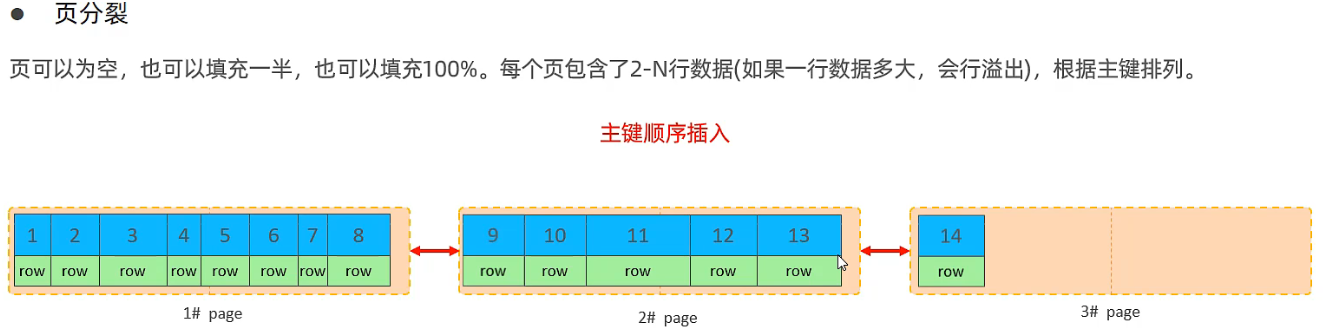 ● 页分裂
页可以为空，也可以填充一半，也可以填充100%。每个页包含了2-N行数据(如果一行数据多大，会行溢出)，根据主键排列。
主键顺序插入
1 2 3 4 5 6 7 8 9 10 11 12 13 14
row row row row row row row row row row row row row row
1# page 2# page 3# page